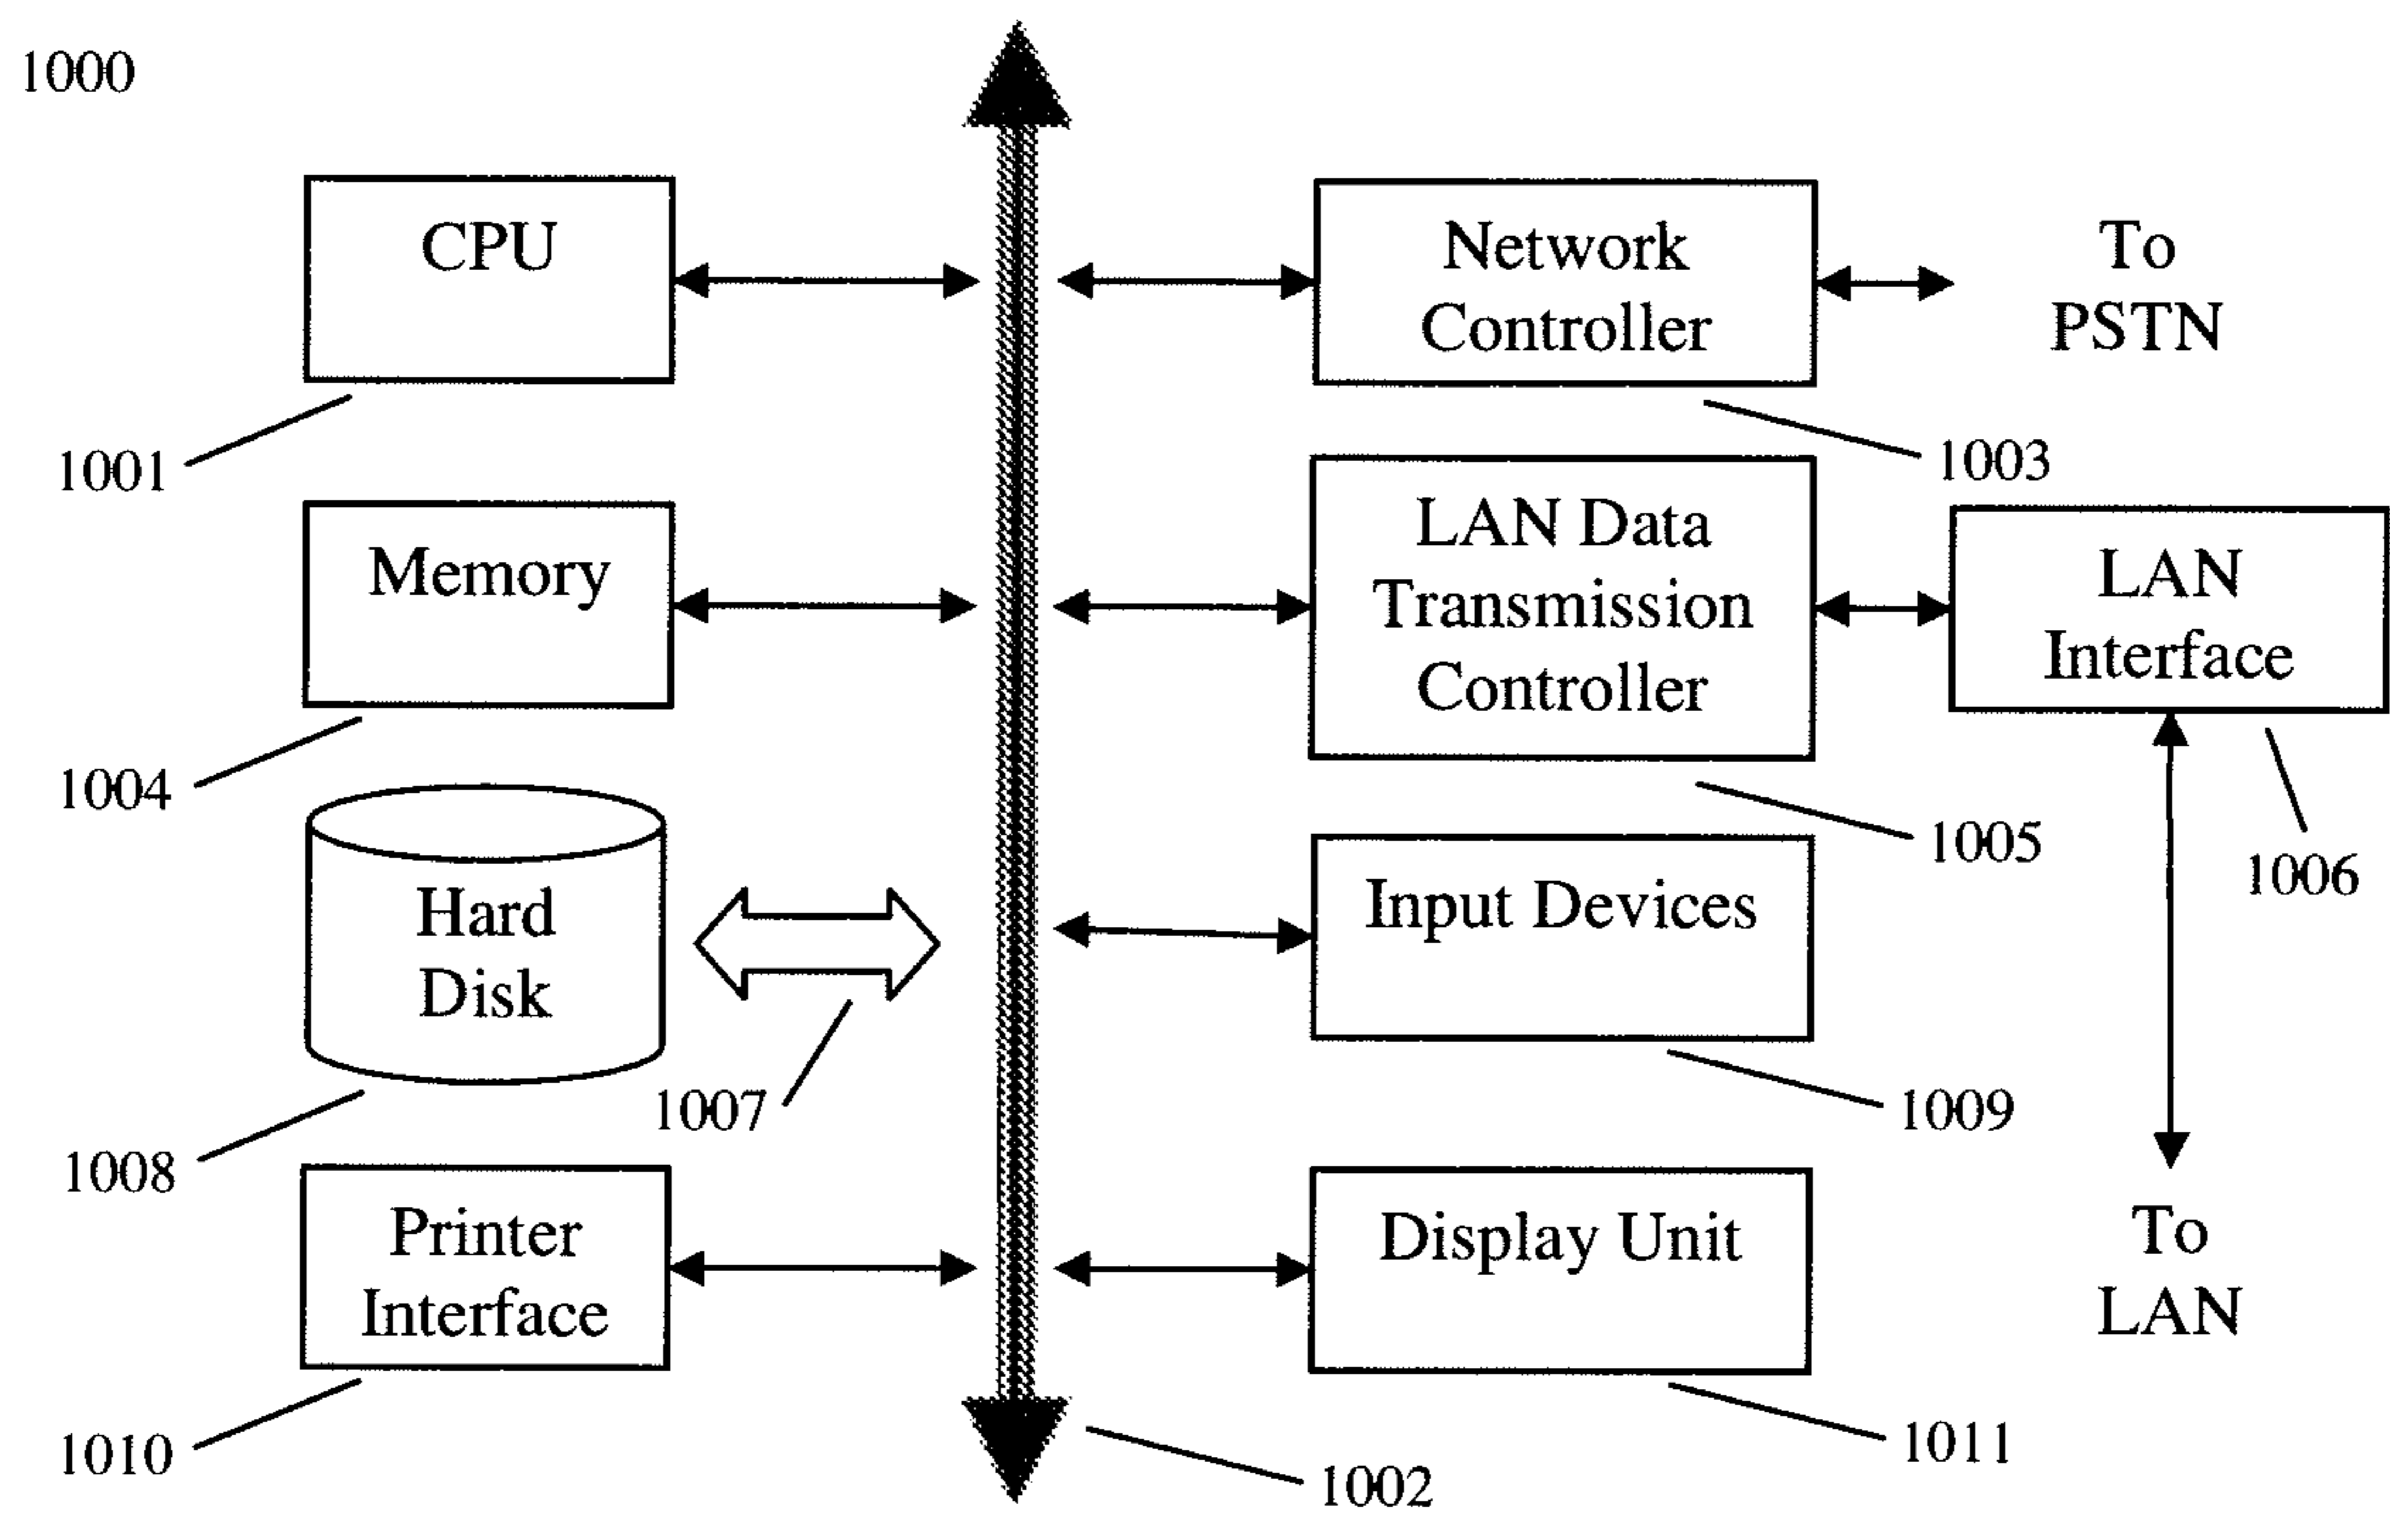 1000
CPU
Network
Controller
To
PSTN
1001
1003
Memory
LAN Data
Transmission
Controller
LAN
Interface
1004
1005
1006
Hard
Disk
Input Devices
1007
1009
1008
Printer
Interface
Display Unit
To
LAN
1010
1011
1002